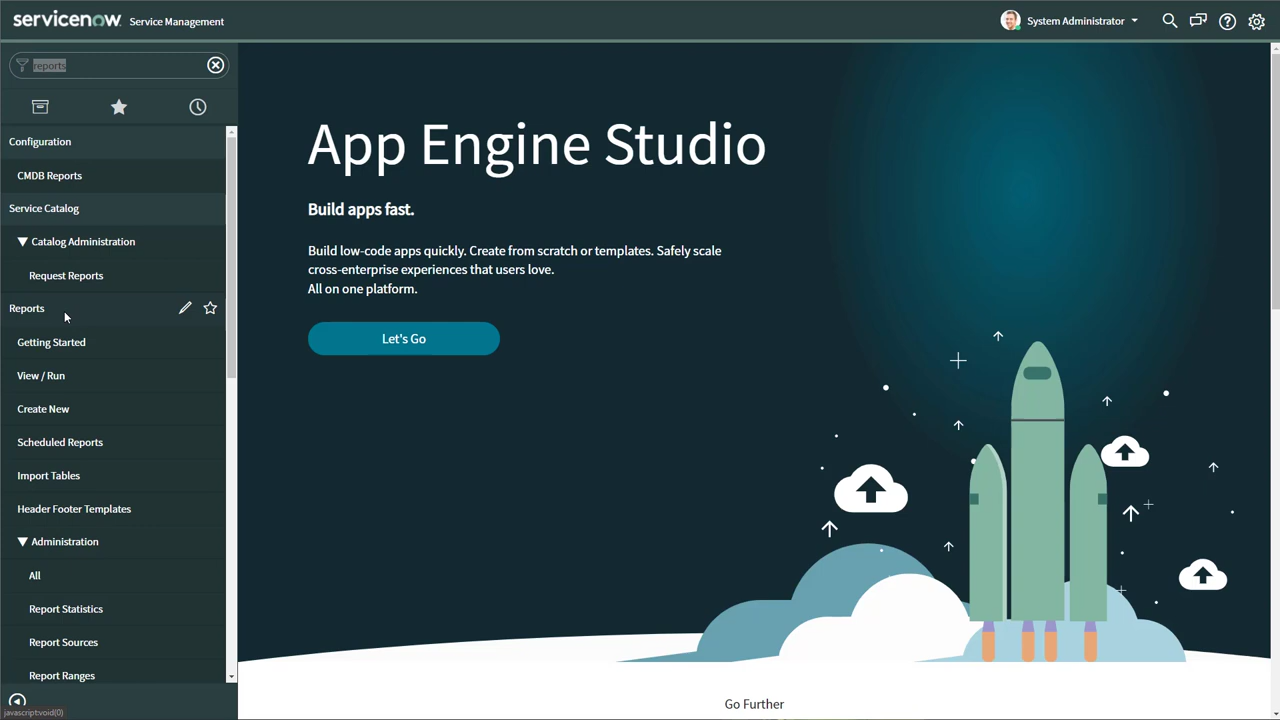 servicenow. Service Management
System Administrator
reports
Configuration
CMDB Reports
Service Catalog
Catalog Administration
Request Reports
Reports
Getting Started
View / Run
Create New
Scheduled Reports
Import Tables
Header Footer Templates
Administration
All
Report Statistics
Report Sources
Report Ranges
javascript:void(0)
App Engine Studio
Build apps fast.
Build low-code apps quickly. Create from scratch or templates. Safely scale
cross-enterprise experiences that users love.
All on one platform.
Let's Go
Go Further